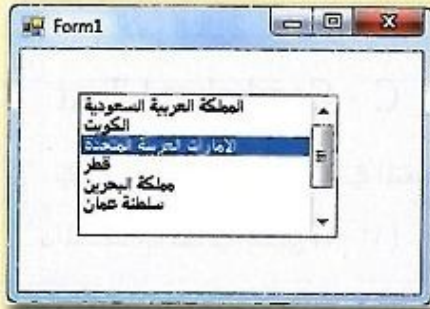 Form1
المملكة العربية السعودية
الكويت
الامارات العربية المتحدة
قطر
مملكة البحرين
سلطنة عمان